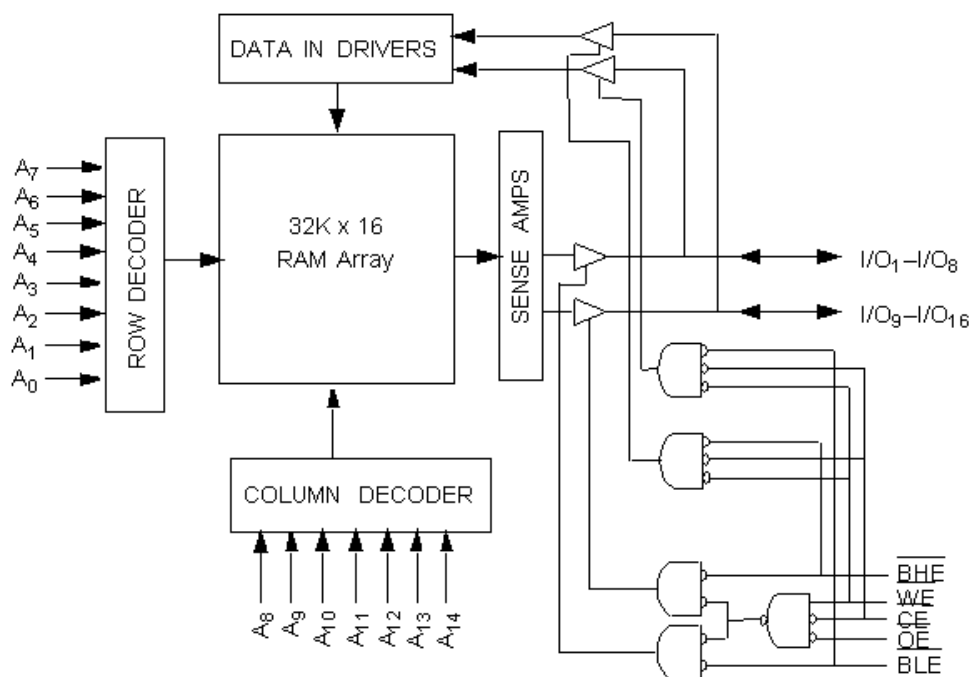 DATA IN DRIVERS
A7
A6
A5
A4
A3
A2
A1
A0
ROW DECODER
32K x 16
RAM Array
SENSE AMPS
I/O1–I/O8
I/O9–I/O16
COLUMN DECODER
A8
A9
A10
A11
A12
A13
A14
BHE
WE
CE
OE
BLE